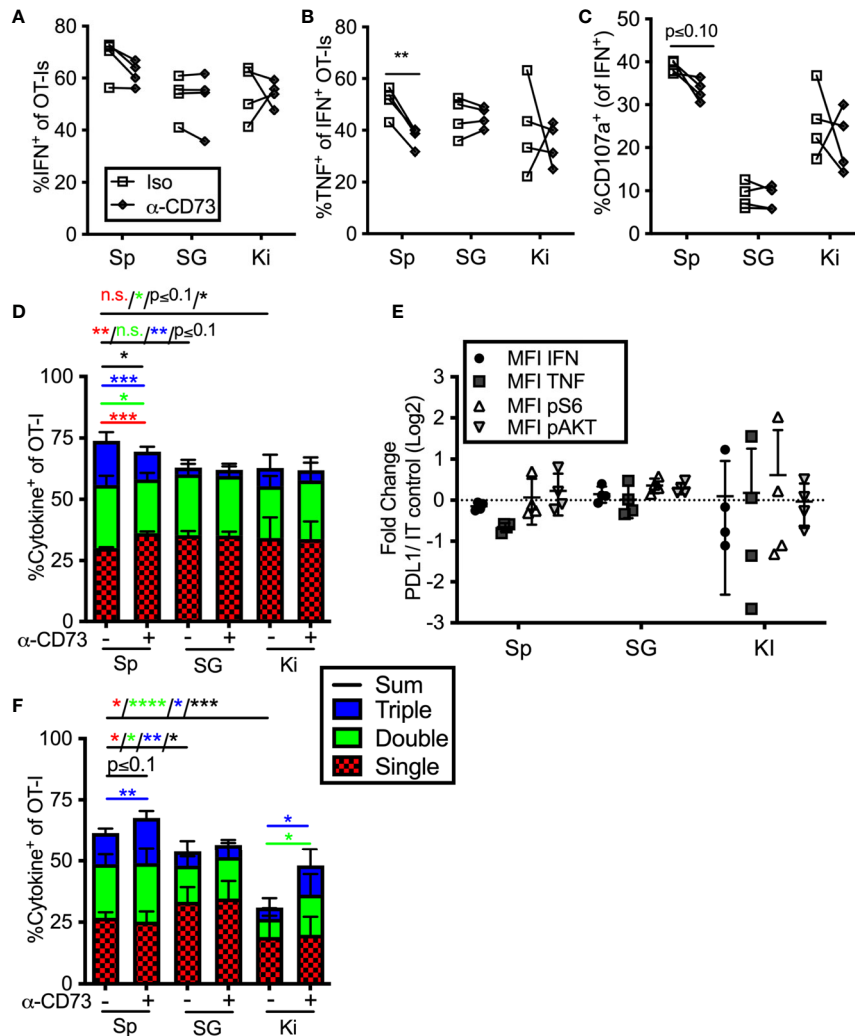 A
%IFN+ of OT-Is
80
60
40
20
0
Iso
α-CD73
Sp SG Ki
B
%TNF+ of IFN+ OT-Is
80
60
40
20
0
**
Sp SG Ki
C
%CD107a+ (of IFN+)
50
40
30
20
10
0
p≤0.10
Sp SG Ki
D
%Cytokine+ of OT-I
100
75
50
25
0
n.s./*/p≤0.1/*
**/n.s./**/p≤0.1
*
***
*
***
α-CD73 - + - + - +
Sp SG Ki
E
Fold Change
PDL1/ IT control (Log2)
3
2
1
0
-1
-2
-3
MFI IFN
MFI TNF
MFI pS6
MFI pAKT
Sp SG KI
Sum
Triple
Double
Single
F
%Cytokine+ of OT-I
100
75
50
25
0
*/****/*/***
*/*/**/*
p≤0.1
**
*
*
α-CD73 - + - + - +
Sp SG Ki